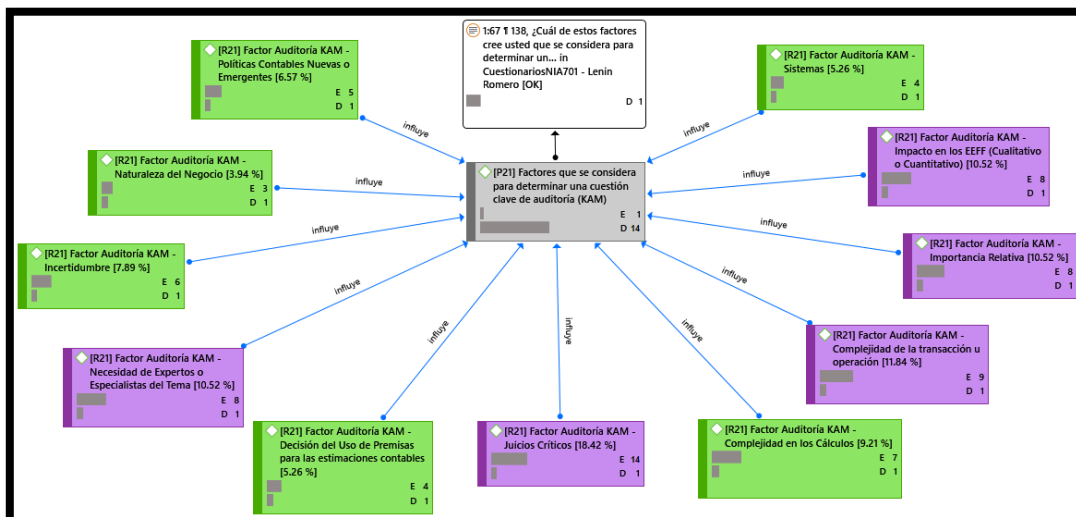 1:67 ¶ 138, ¿Cuál de estos factores
cree usted que se considera para
determinar un... in
CuestionariosNIA701 - Lenin
Romero [OK]
D 1
[R21] Factor Auditoría KAM -
Políticas Contables Nuevas o
Emergentes [6.57 %]
E 5
D 1
[R21] Factor Auditoría KAM -
Sistemas [5.26 %]
E 4
D 1
influye
influye
[R21] Factor Auditoría KAM -
Impacto en los EEFF (Cualitativo
o Cuantitativo) [10.52 %]
E 8
D 1
[R21] Factor Auditoría KAM -
Naturaleza del Negocio [3.94 %]
E 3
D 1
influye
[P21] Factores que se considera
para determinar una cuestión
clave de auditoría (KAM)
E 1
D 14
influye
[R21] Factor Auditoría KAM -
Incertidumbre [7.89 %]
E 6
D 1
influye
influye
[R21] Factor Auditoría KAM -
Importancia Relativa [10.52 %]
E 8
D 1
[R21] Factor Auditoría KAM -
Necesidad de Expertos o
Especialistas del Tema [10.52 %]
E 8
D 1
influye
influye
influye
influye
influye
[R21] Factor Auditoría KAM -
Complejidad de la transacción u
operación [11.84 %]
E 9
D 1
[R21] Factor Auditoría KAM -
Decisión del Uso de Premisas
para las estimaciones contables
[5.26 %]
E 4
D 1
[R21] Factor Auditoría KAM -
Juicios Críticos [18.42 %]
E 14
D 1
[R21] Factor Auditoría KAM -
Complejidad en los Cálculos [9.21 %]
E 7
D 1